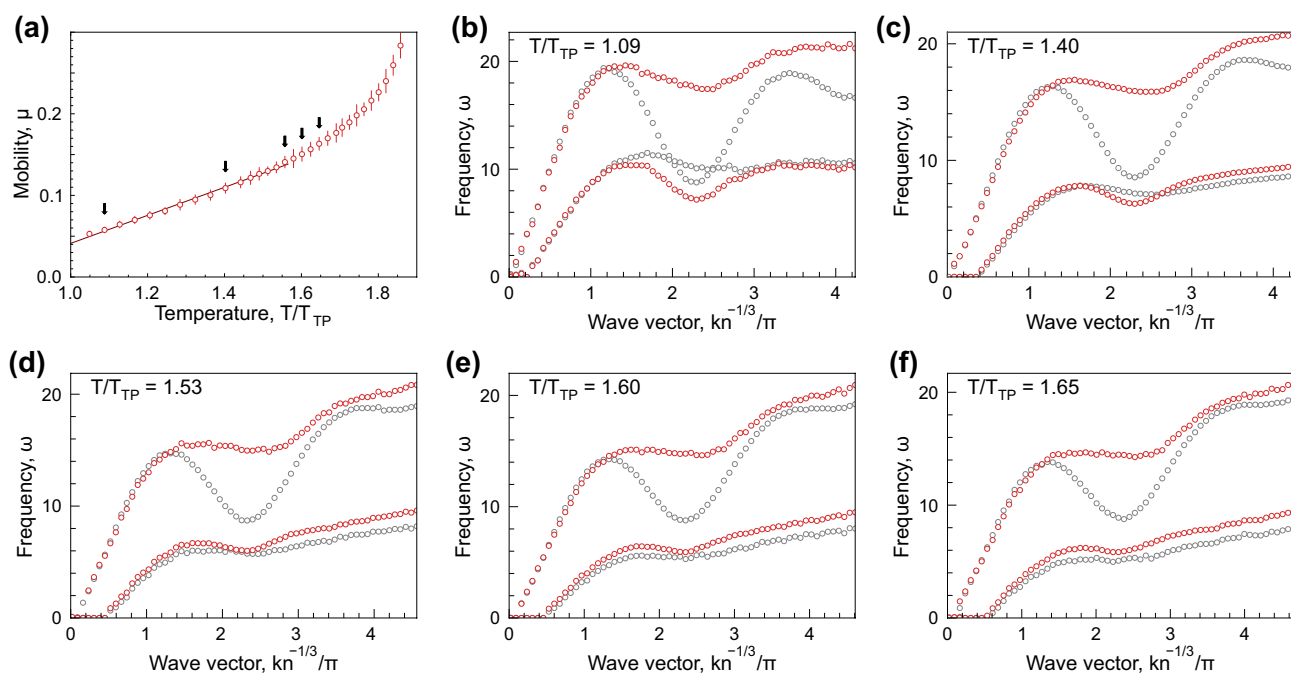 (a)
Mobility, μ
0.2
0.1
0.0
1.0 1.2 1.4 1.6 1.8
Temperature, T/T_TP
(b)
T/T_TP = 1.09
Frequency, ω
20
10
0
0 1 2 3 4
Wave vector, kn^−1/3/π
(c)
T/T_TP = 1.40
Frequency, ω
20
10
0
0 1 2 3 4
Wave vector, kn^−1/3/π
(d)
T/T_TP = 1.53
Frequency, ω
20
10
0
0 1 2 3 4
Wave vector, kn^−1/3/π
(e)
T/T_TP = 1.60
Frequency, ω
20
10
0
0 1 2 3 4
Wave vector, kn^−1/3/π
(f)
T/T_TP = 1.65
Frequency, ω
20
10
0
0 1 2 3 4
Wave vector, kn^−1/3/π